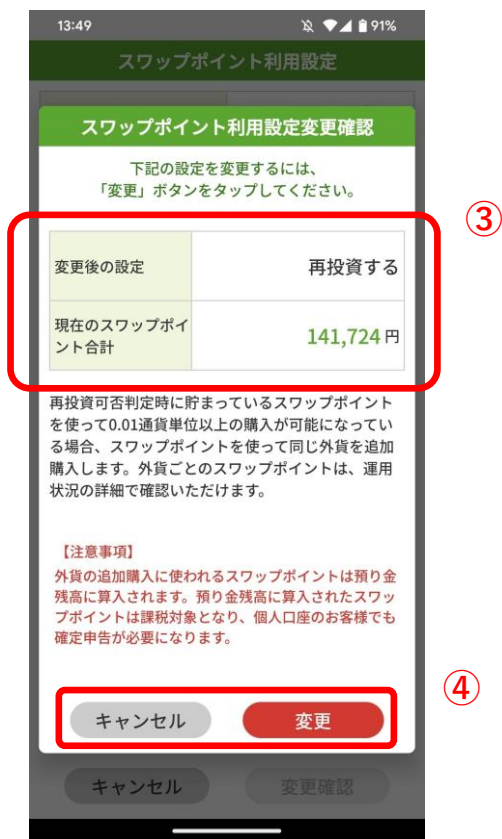 13:49
91%
スワップポイント利用設定
スワップポイント利用設定変更確認
下記の設定を変更するには、
「変更」ボタンをタップしてください。
③
変更後の設定
再投資する
現在のスワップポイ
ント合計
141,724 円
再投資可否判定時に貯まっているスワップポイント
を使って0.01通貨単位以上の購入が可能になってい
る場合、スワップポイントを使って同じ外貨を追加
購入します。外貨ごとのスワップポイントは、運用
状況の詳細で確認いただけます。
【注意事項】
外貨の追加購入に使われるスワップポイントは預り金
残高に算入されます。預り金残高に算入されたスワッ
プポイントは課税対象となり、個人口座のお客様でも
確定申告が必要になります。
④
キャンセル
変更
キャンセル
変更確認